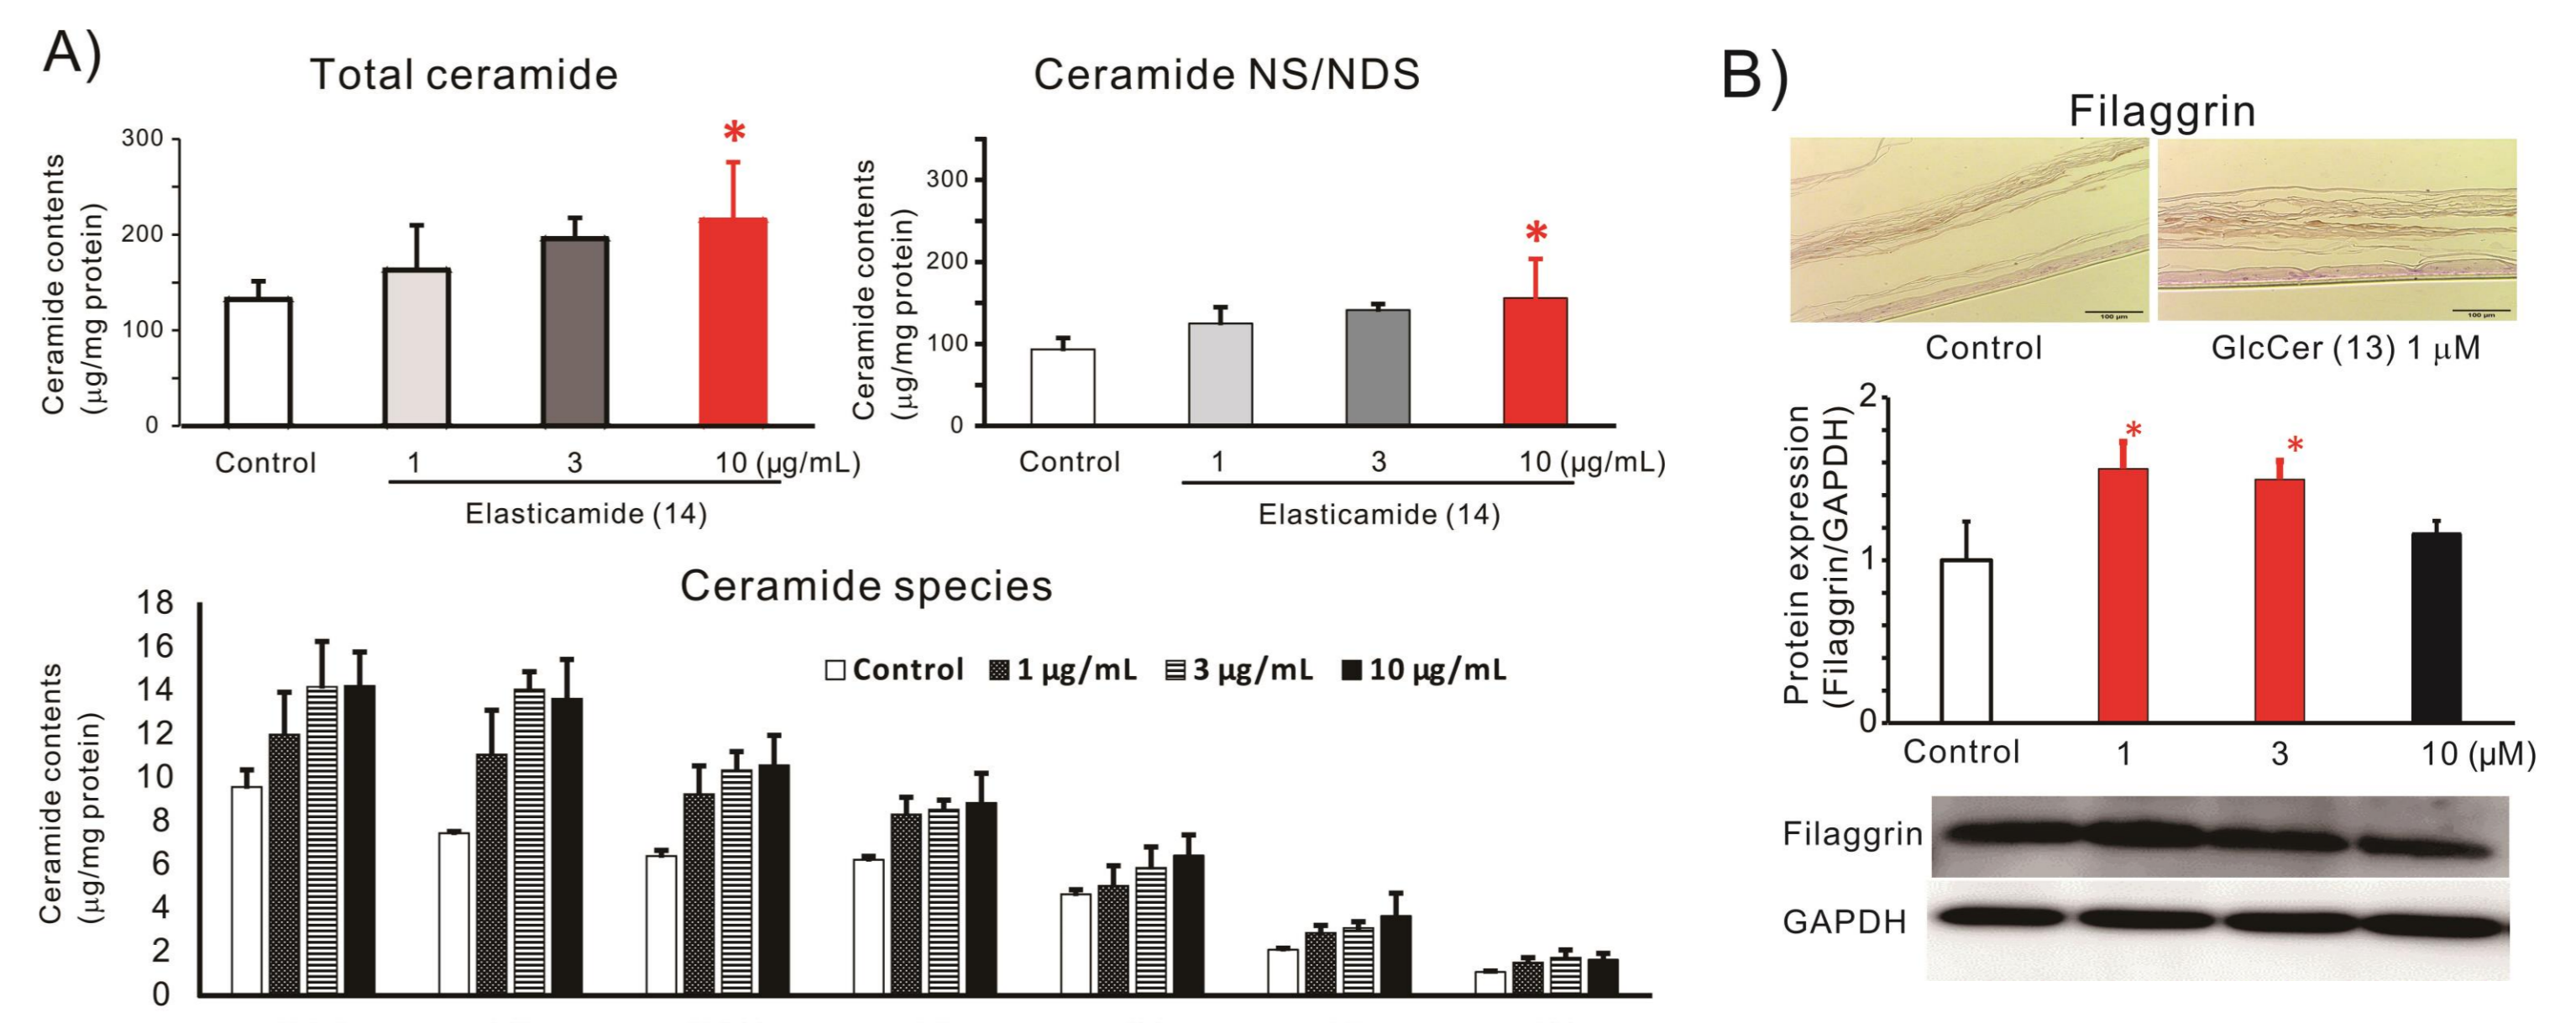 A)
Total ceramide
Ceramide contents
(µg/mg protein)
300
200
100
0
Control 1 3 10 (µg/mL)
Elasticamide (14)
Ceramide NS/NDS
Ceramide contents
(µg/mg protein)
300
200
100
0
Control 1 3 10 (µg/mL)
Elasticamide (14)
*
*
Ceramide species
Ceramide contents
(µg/mg protein)
18
16
14
12
10
8
6
4
2
0
Control 1 µg/mL 3 µg/mL 10 µg/mL
B)
Filaggrin
100 µm
100 µm
Control GlcCer (13) 1 µM
Protein expression
(Filaggrin/GAPDH)
2
1
0
*
*
Control 1 3 10 (µM)
Filaggrin
GAPDH